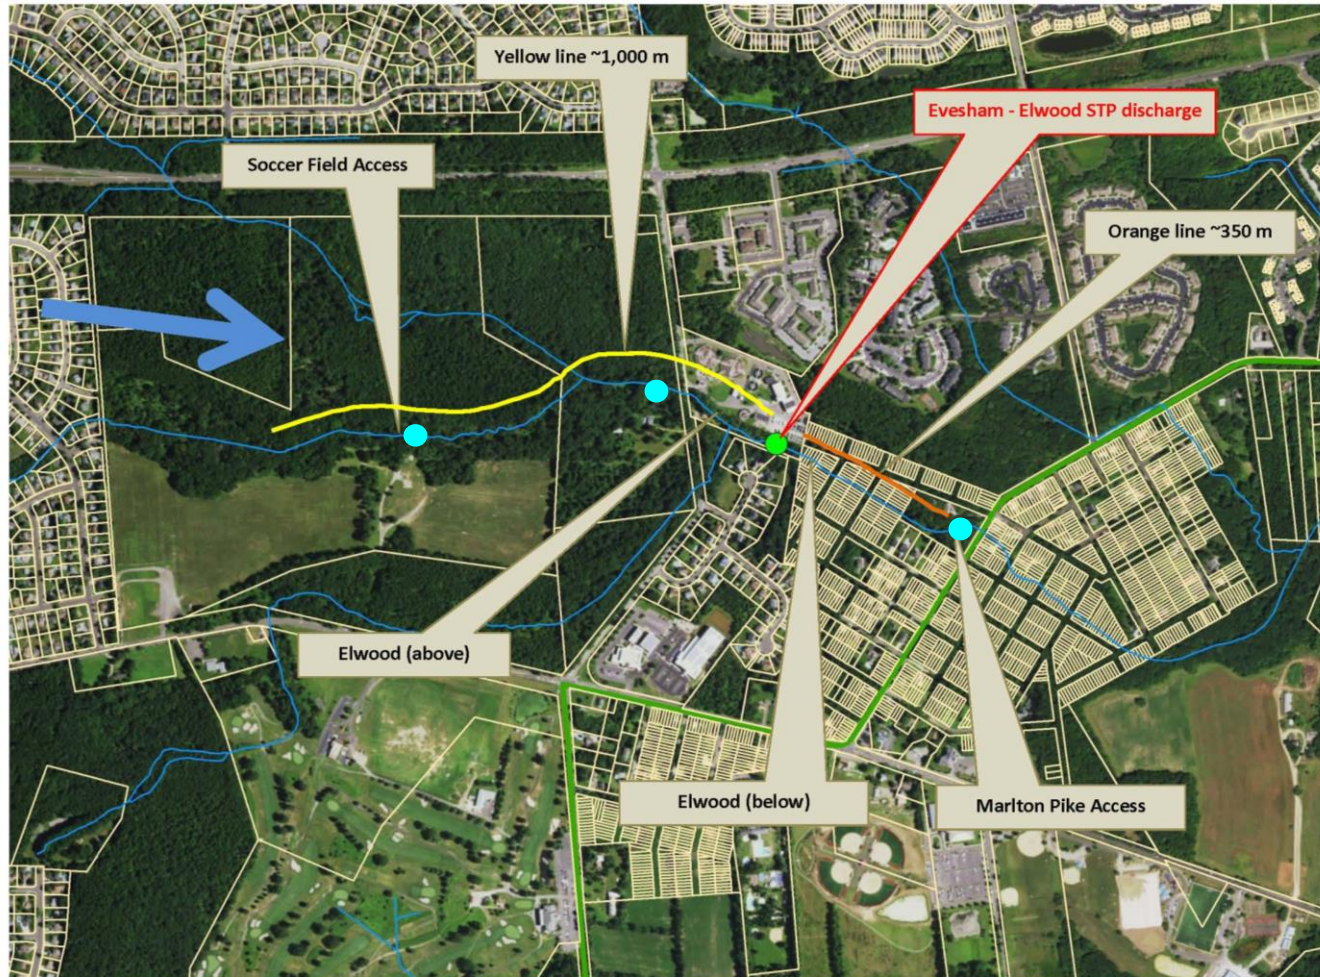 Yellow line ~1,000 m
Evesham - Elwood STP discharge
Soccer Field Access
Orange line ~350 m
Elwood (above)
Elwood (below)
Marlton Pike Access